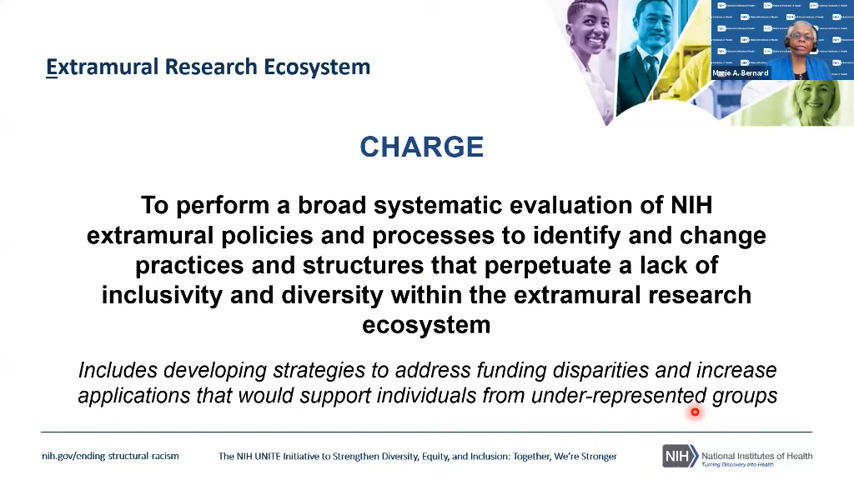 Extramural Research Ecosystem
Marie A. Bernard
CHARGE
To perform a broad systematic evaluation of NIH
extramural policies and processes to identify and change
practices and structures that perpetuate a lack of
inclusivity and diversity within the extramural research
ecosystem
Includes developing strategies to address funding disparities and increase
applications that would support individuals from under-represented groups
nih.gov/ending-structural-racism
The NIH UNITE Initiative to Strengthen Diversity, Equity, and Inclusion: Together, We're Stronger
NIH
National Institutes of Health
Turning Discovery Into Health